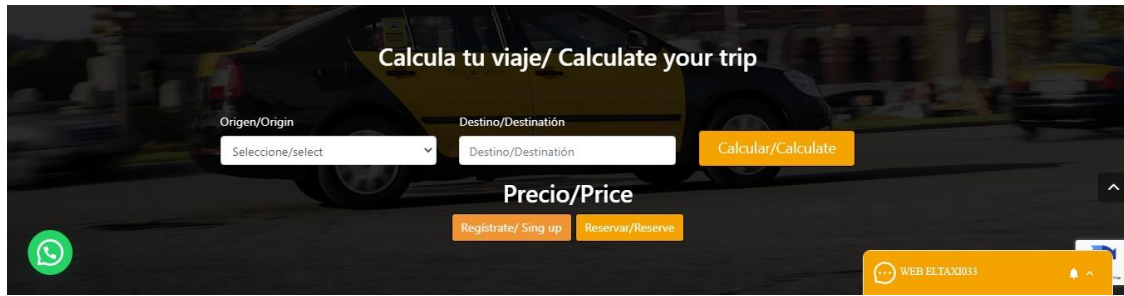 Calcula tu viaje/ Calculate your trip
Origen/Origin
Destino/Destinatión
Seleccione/select
Destino/Destinatión
Calcular/Calculate
Precio/Price
Regístrate/ Sing up
Reservar/Reserve
WEB ELTAXI033